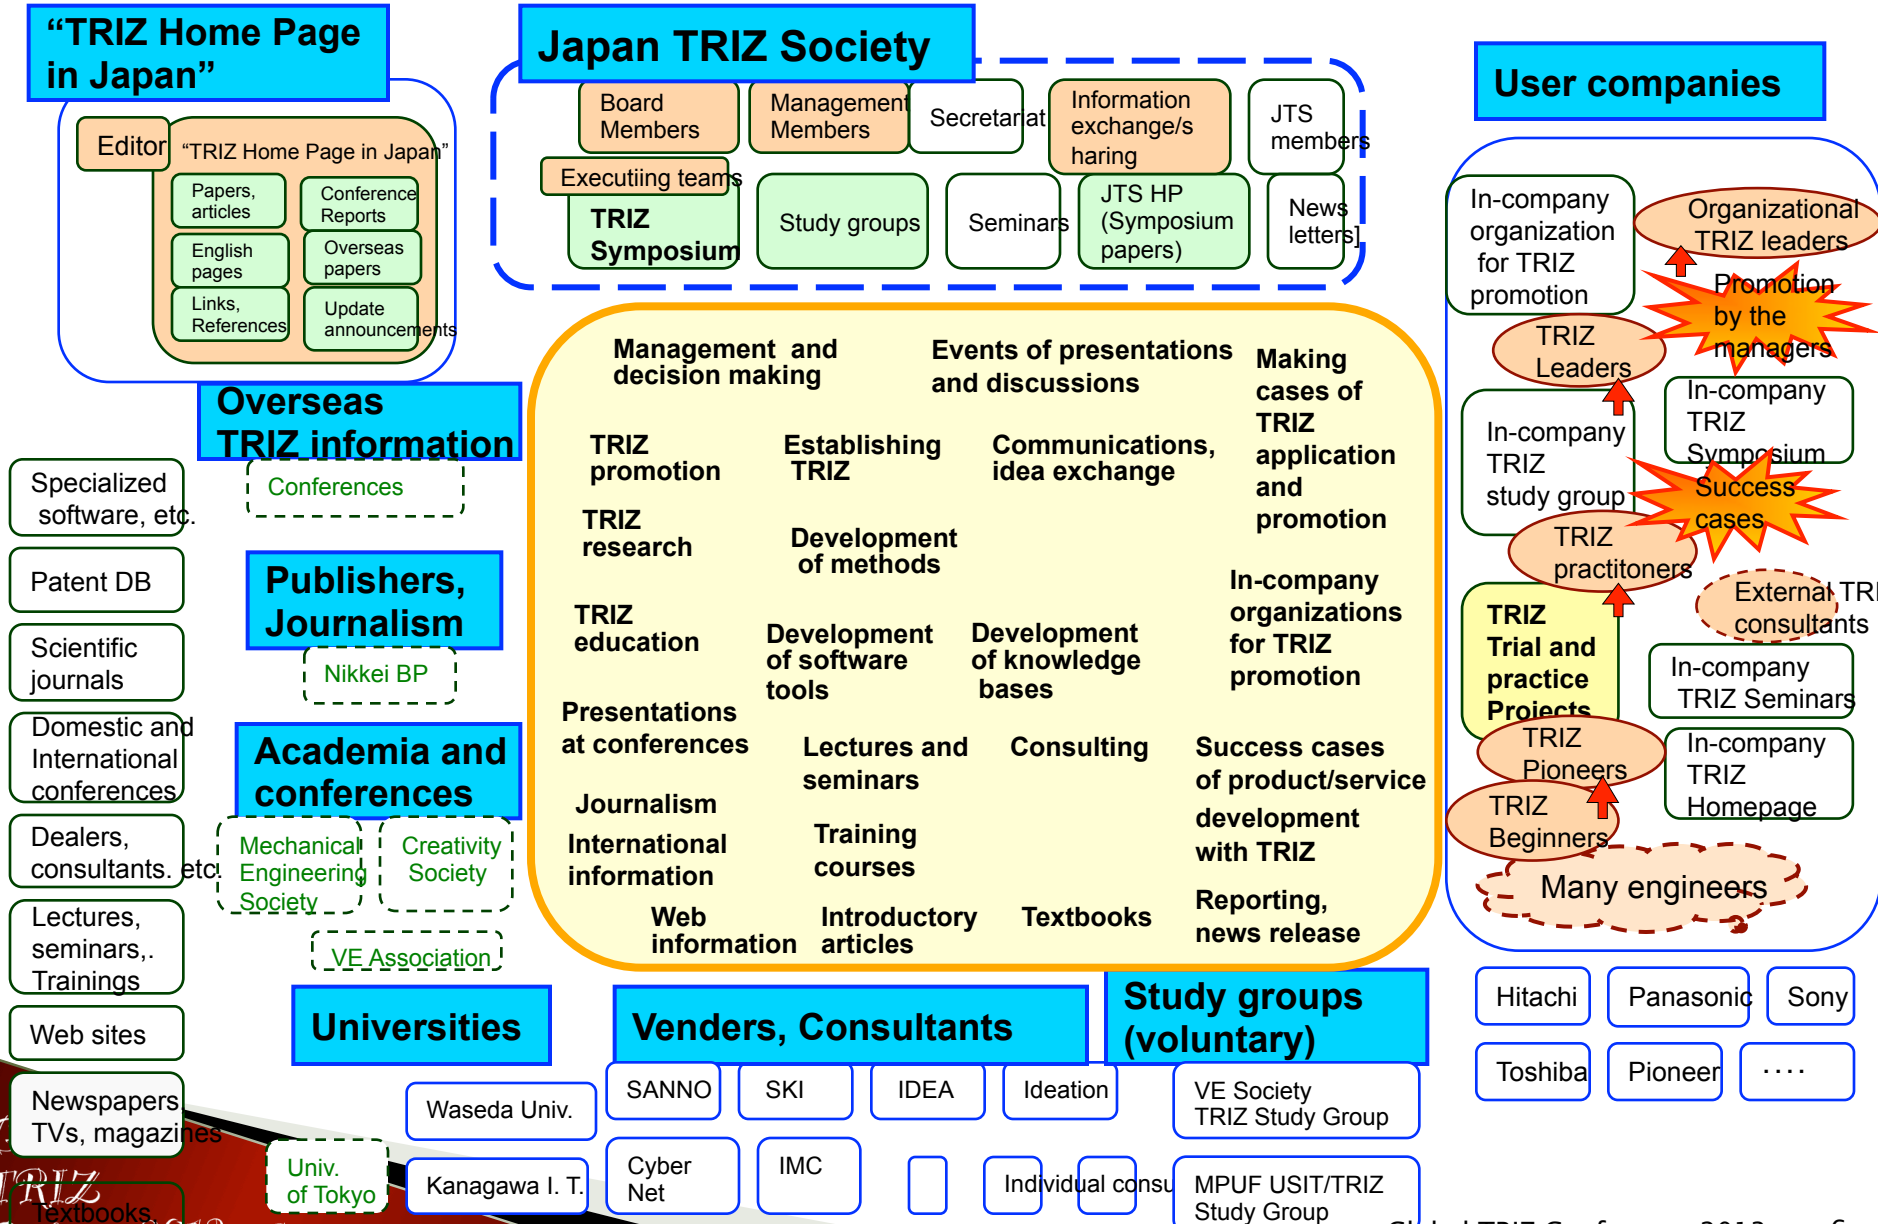 “TRIZ Home Page
in Japan”
Editor
“TRIZ Home Page in Japan”
Papers,
articles
Conference
Reports
English
pages
Overseas
papers
Links,
References
Update
announcements
Japan TRIZ Society
Board
Members
Management
Members
Secretariat
Information
exchange/s
haring
JTS
members
Executiing teams
TRIZ
Symposium
Study groups
Seminars
JTS HP
(Symposium
papers)
News
letters]
User companies
In-company
organization
for TRIZ
promotion
Organizational
TRIZ leaders
Promotion
by the
managers
TRIZ
Leaders
In-company
TRIZ
Symposium
In-company
TRIZ
study group
Success
cases
TRIZ
practitoners
External TRI
consultants
TRIZ
Trial and
practice
Projects
In-company
TRIZ Seminars
TRIZ
Pioneers
In-company
TRIZ
Homepage
TRIZ
Beginners
Many engineers
Hitachi
Panasonic
Sony
Toshiba
Pioneer
....
Overseas
TRIZ information
Conferences
Publishers,
Journalism
Nikkei BP
Academia and
conferences
Mechanical
Engineering
Society
Creativity
Society
VE Association
Specialized
software, etc.
Patent DB
Scientific
journals
Domestic and
International
conferences
Dealers,
consultants. etc.
Lectures,
seminars,.
Trainings
Web sites
Newspapers
TVs, magazines
TRIZ
Textbooks,
Management and
decision making
Events of presentations
and discussions
Making
cases of
TRIZ
application
and
promotion
TRIZ
promotion
Establishing
TRIZ
Communications,
idea exchange
TRIZ
research
Development
of methods
In-company
organizations
for TRIZ
promotion
TRIZ
education
Development
of software
tools
Development
of knowledge
bases
Presentations
at conferences
Lectures and
seminars
Consulting
Success cases
of product/service
development
with TRIZ
Journalism
International
information
Training
courses
Web
information
Introductory
articles
Textbooks
Reporting,
news release
Universities
Waseda Univ.
Univ.
of Tokyo
Kanagawa I. T.
Venders, Consultants
SANNO
SKI
IDEA
Ideation
Cyber
Net
IMC
Individual consu
Study groups
(voluntary)
VE Society
TRIZ Study Group
MPUF USIT/TRIZ
Study Group